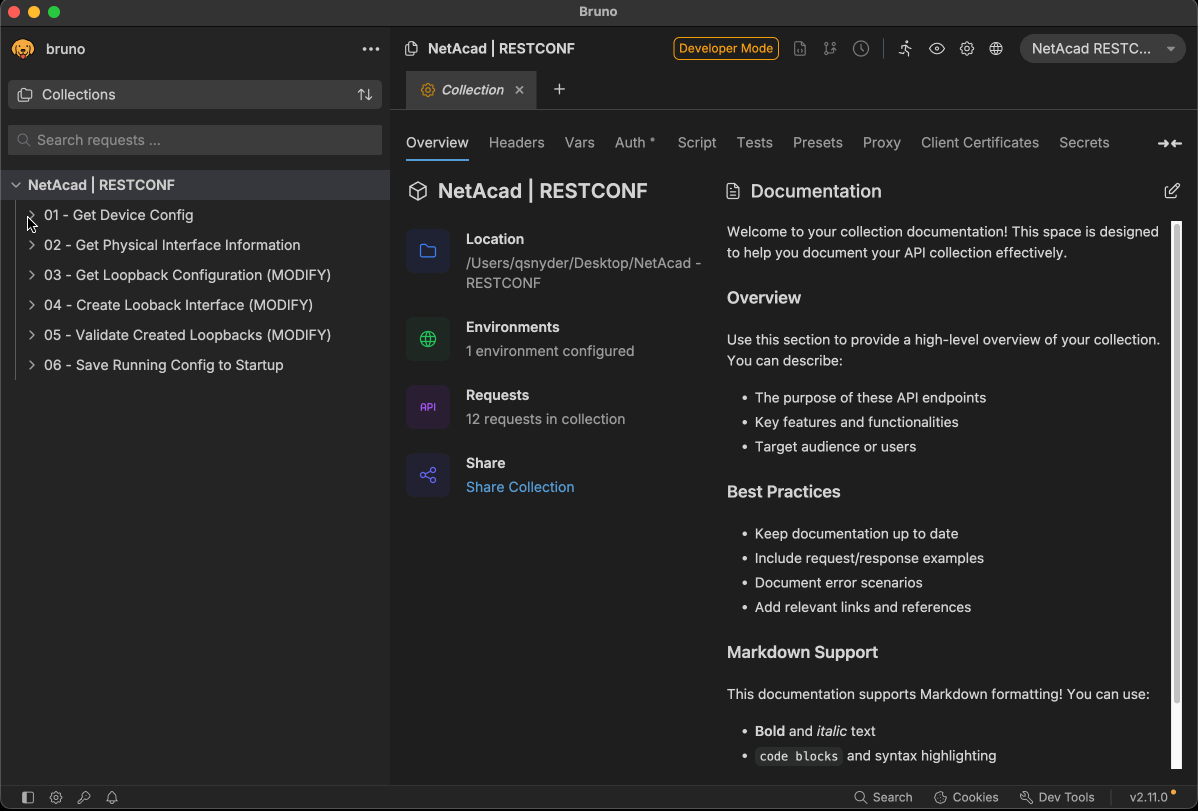 Bruno
bruno
NetAcad | RESTCONF
Developer Mode
NetAcad RESTC...
Collections
Collection
Search requests ...
Overview
Headers
Vars
Auth *
Script
Tests
Presets
Proxy
Client Certificates
Secrets
NetAcad | RESTCONF
01 - Get Device Config
02 - Get Physical Interface Information
03 - Get Loopback Configuration (MODIFY)
04 - Create Looback Interface (MODIFY)
05 - Validate Created Loopbacks (MODIFY)
06 - Save Running Config to Startup
NetAcad | RESTCONF
Location
/Users/qsnyder/Desktop/NetAcad -
RESTCONF
Environments
1 environment configured
API
Requests
12 requests in collection
Share
Share Collection
Documentation
Welcome to your collection documentation! This space is designed
to help you document your API collection effectively.
Overview
Use this section to provide a high-level overview of your collection.
You can describe:
• The purpose of these API endpoints
• Key features and functionalities
• Target audience or users
Best Practices
• Keep documentation up to date
• Include request/response examples
• Document error scenarios
• Add relevant links and references
Markdown Support
This documentation supports Markdown formatting! You can use:
• Bold and italic text
• code blocks and syntax highlighting
Search
Cookies
Dev Tools
v2.11.0